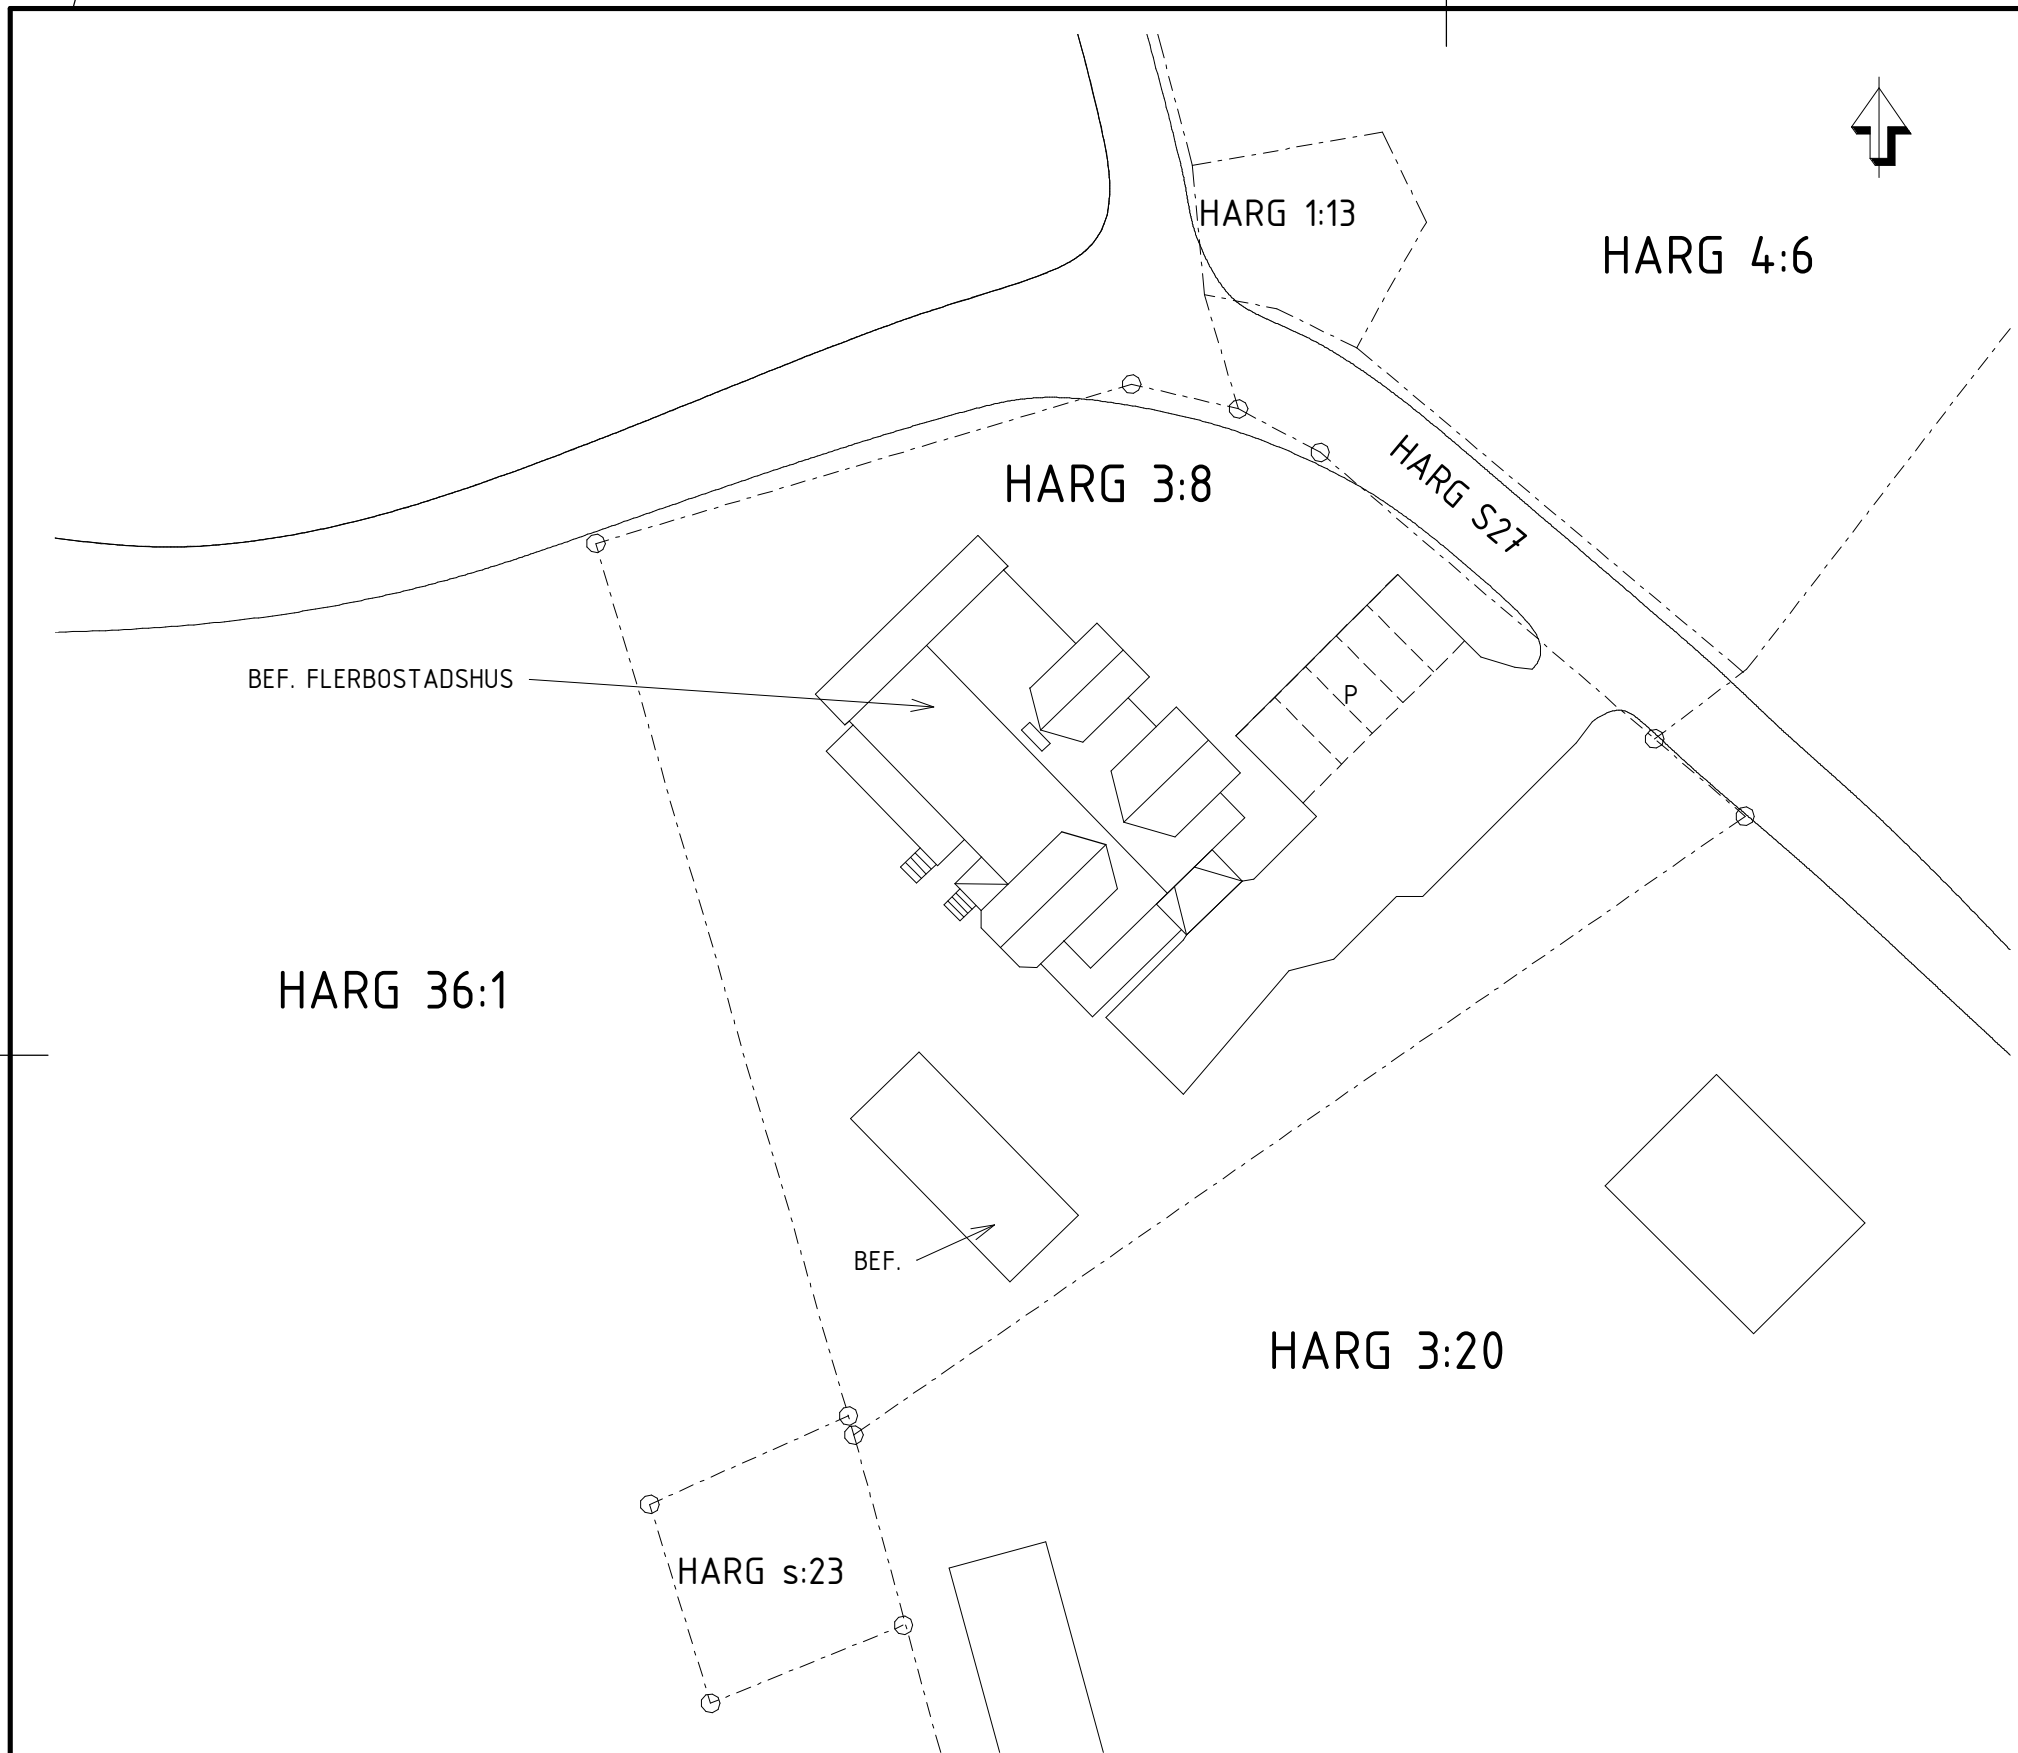 HARG 1:13
HARG 4:6
HARG 3:8
HARG S27
BEF. FLERBOSTADSHUS
P
HARG 36:1
BEF.
HARG 3:20
HARG s:23